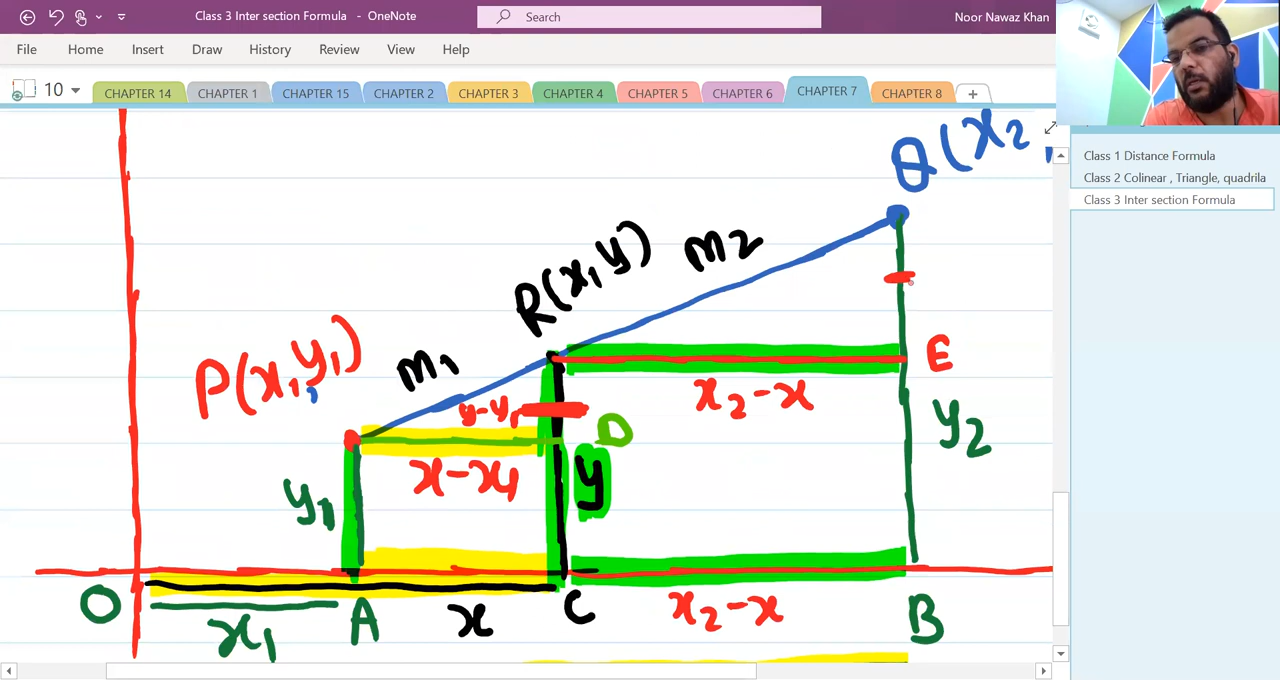 Class 3 Inter section Formula - OneNote
Search
Noor Nawaz Khan
File Home Insert Draw History Review View Help
10 CHAPTER 14 CHAPTER 1 CHAPTER 15 CHAPTER 2 CHAPTER 3 CHAPTER 4 CHAPTER 5 CHAPTER 6 CHAPTER 7 CHAPTER 8 +
Class 1 Distance Formula
Class 2 Colinear , Triangle, quadrila
Class 3 Inter section Formula
Q(x2,
R(x,y)
m2
P(x1,y1)
m1
E
x2-x
y-y1
D
y2
x-x1
y
y1
O
A
x
C
x2-x
B
x1